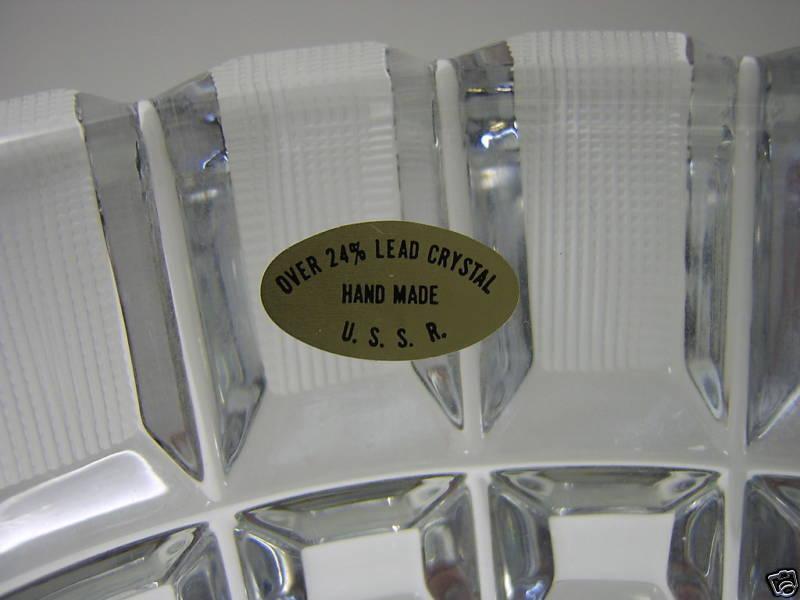 OVER 24% LEAD CRYSTAL
HAND MADE
U. S. S. R.